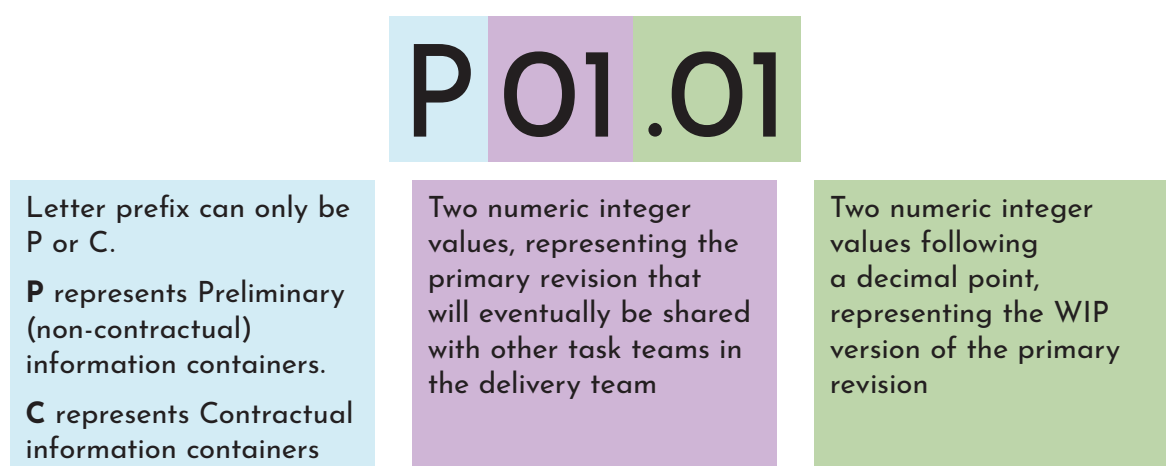 P01.01
Letter prefix can only be
P or C.
P represents Preliminary
(non-contractual)
information containers.
C represents Contractual
information containers
Two numeric integer
values, representing the
primary revision that
will eventually be shared
with other task teams in
the delivery team
Two numeric integer
values following
a decimal point,
representing the WIP
version of the primary
revision